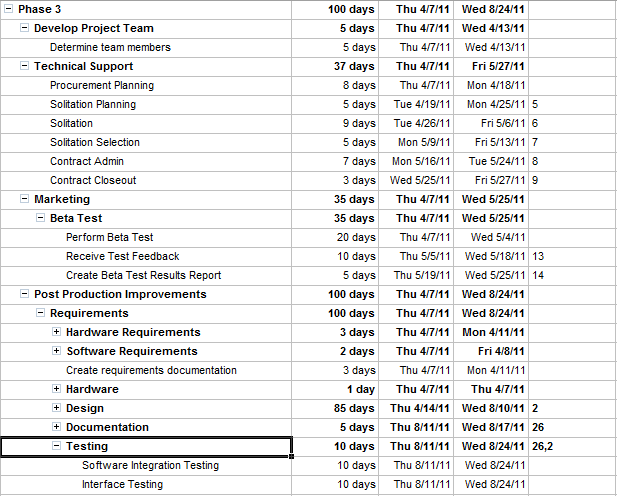 Phase 3 100 days Thu 4/7/11 Wed 8/24/11
Develop Project Team 5 days Thu 4/7/11 Wed 4/13/11
Determine team members 5 days Thu 4/7/11 Wed 4/13/11
Technical Support 37 days Thu 4/7/11 Fri 5/27/11
Procurement Planning 8 days Thu 4/7/11 Mon 4/18/11
Solitation Planning 5 days Tue 4/19/11 Mon 4/25/11 5
Solitation 9 days Tue 4/26/11 Fri 5/6/11 6
Solitation Selection 5 days Mon 5/9/11 Fri 5/13/11 7
Contract Admin 7 days Mon 5/16/11 Tue 5/24/11 8
Contract Closeout 3 days Wed 5/25/11 Fri 5/27/11 9
Marketing 35 days Thu 4/7/11 Wed 5/25/11
Beta Test 35 days Thu 4/7/11 Wed 5/25/11
Perform Beta Test 20 days Thu 4/7/11 Wed 5/4/11
Receive Test Feedback 10 days Thu 5/5/11 Wed 5/18/11 13
Create Beta Test Results Report 5 days Thu 5/19/11 Wed 5/25/11 14
Post Production Improvements 100 days Thu 4/7/11 Wed 8/24/11
Requirements 100 days Thu 4/7/11 Wed 8/24/11
Hardware Requirements 3 days Thu 4/7/11 Mon 4/11/11
Software Requirements 2 days Thu 4/7/11 Fri 4/8/11
Create requirements documentation 3 days Thu 4/7/11 Mon 4/11/11
Hardware 1 day Thu 4/7/11 Thu 4/7/11
Design 85 days Thu 4/14/11 Wed 8/10/11 2
Documentation 5 days Thu 8/11/11 Wed 8/17/11 26
Testing 10 days Thu 8/11/11 Wed 8/24/11 26,2
Software Integration Testing 10 days Thu 8/11/11 Wed 8/24/11
Interface Testing 10 days Thu 8/11/11 Wed 8/24/11